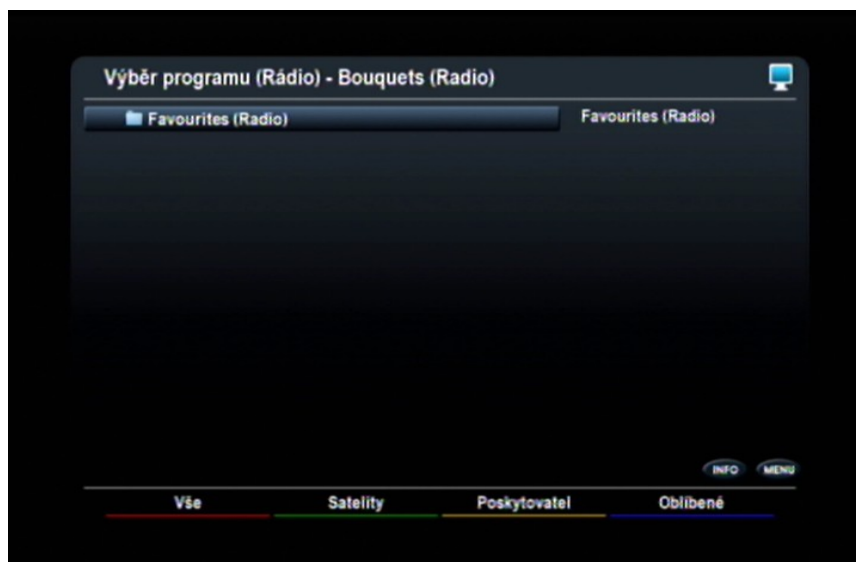 Výběr programu (Rádio) - Bouquets (Radio)
Favourites (Radio)
Favourites (Radio)
INFO MENU
Vše Satelity Poskytovatel Oblíbené